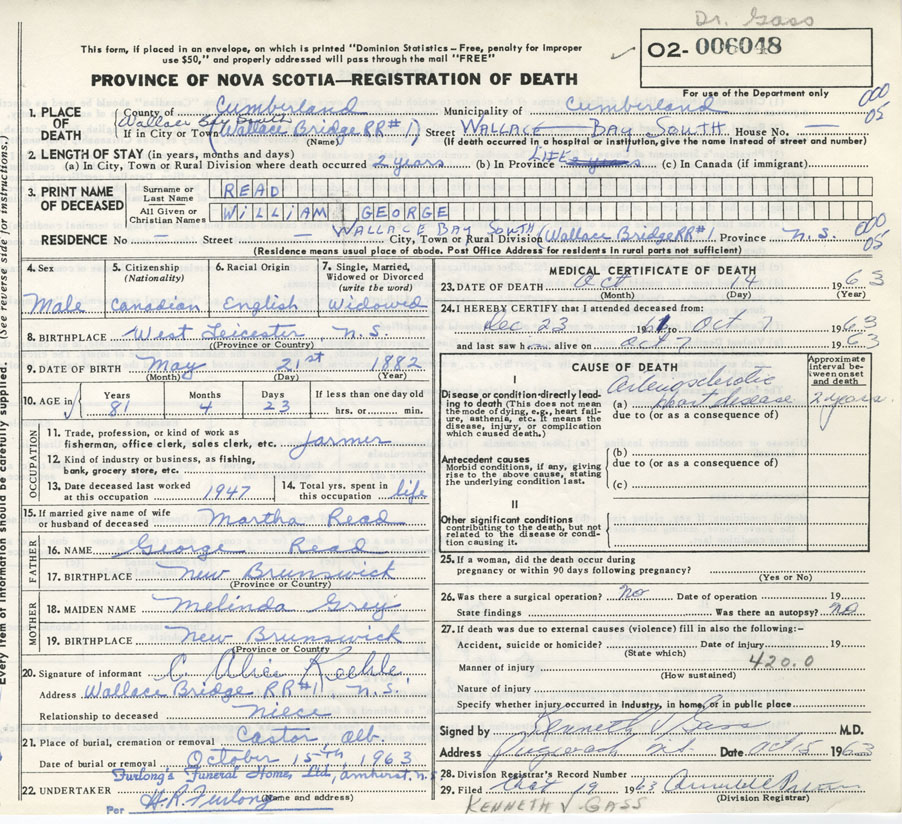 Dr. Gass
This form, if placed in an envelope, on which is printed "Dominion Statistics – Free, penalty for improper
use $50," and properly addressed will pass through the mail "FREE"
O2- 006048
PROVINCE OF NOVA SCOTIA—REGISTRATION OF DEATH
For use of the Department only
1. PLACE OF DEATH County of Cumberland Municipality of Cumberland 000
Wallace Bay South
If in City or Town (Wallace Bridge RR#1) Street WALLACE BAY SOUTH House No. — 05
(Name) (If death occurred in a hospital or institution, give the name instead of street and number)
2. LENGTH OF STAY (in years, months and days) Life
(a) In City, Town or Rural Division where death occurred 2 years (b) In Province (c) In Canada (if immigrant)
3. PRINT NAME OF DECEASED Surname or Last Name READ
All Given or Christian Names WILLIAM GEORGE
WALLACE BAY SOUTH 000
RESIDENCE No — Street — City, Town or Rural Division (Wallace Bridge RR#1) Province N.S. 05
(Residence means usual place of abode. Post Office Address for residents in rural parts not sufficient)
4. Sex Male
5. Citizenship (Nationality) Canadian
6. Racial Origin English
7. Single, Married, Widowed or Divorced (write the word) Widowed
8. BIRTHPLACE West Leicester, N.S.
(Province or Country)
9. DATE OF BIRTH May 21st 1882
(Month) (Day) (Year)
10. AGE in Years 81 Months 4 Days 23 If less than one day old
hrs. or min.
OCCUPATION
11. Trade, profession, or kind of work as
fisherman, office clerk, sales clerk, etc. farmer
12. Kind of industry or business, as fishing,
bank, grocery store, etc.
13. Date deceased last worked at this occupation 1947
14. Total yrs. spent in this occupation life
15. If married give name of wife or husband of deceased Martha Read
FATHER
16. NAME George Read
17. BIRTHPLACE New Brunswick
(Province or Country)
MOTHER
18. MAIDEN NAME Melinda Grey
19. BIRTHPLACE New Brunswick
(Province or Country)
20. Signature of informant C. Alice Keehle
Address Wallace Bridge RR#1, N.S.
Relationship to deceased Niece
21. Place of burial, cremation or removal Castor Alb.
Date of burial or removal October 15th, 1963
Furlong's Funeral Home Ltd, Amherst, N.S.
22. UNDERTAKER
(Name and address)
Per H.R. Furlong
MEDICAL CERTIFICATE OF DEATH
23. DATE OF DEATH Oct 14 1963
(Month) (Day) (Year)
24. I HEREBY CERTIFY that I attended deceased from:
Dec 23 1961 to Oct 7 1963
and last saw him alive on Oct 7 1963
CAUSE OF DEATH
Approximate interval between onset and death
I
Disease or condition directly leading to death (This does not mean the mode of dying, e.g., heart failure, asthenia, etc. It means the disease, injury, or complication which caused death.)
(a) Arteriosclerotic heart disease 2 years
due to (or as a consequence of)
Antecedent causes
Morbid conditions, if any, giving rise to the above cause, stating the underlying condition last.
(b)
due to (or as a consequence of)
(c)
II
Other significant conditions
contributing to the death, but not related to the disease or condition causing it.
25. If a woman, did the death occur during
pregnancy or within 90 days following pregnancy?
(Yes or No)
26. Was there a surgical operation? No Date of operation 19
State findings Was there an autopsy? No
27. If death was due to external causes (violence) fill in also the following:–
Accident, suicide or homicide? Date of injury 19
(State which)
Manner of injury 420.0
(How sustained)
Nature of injury
Specify whether injury occurred in Industry, in home, or in public place
Signed by Kenneth V Gass M.D.
Address Pugwash N.S. Date Oct 5 1963
28. Division Registrar's Record Number
29. Filed Oct 19 1963
(Division Registrar)
KENNETH V GASS
(See reverse side for instructions.)
Every item of information should be carefully supplied.